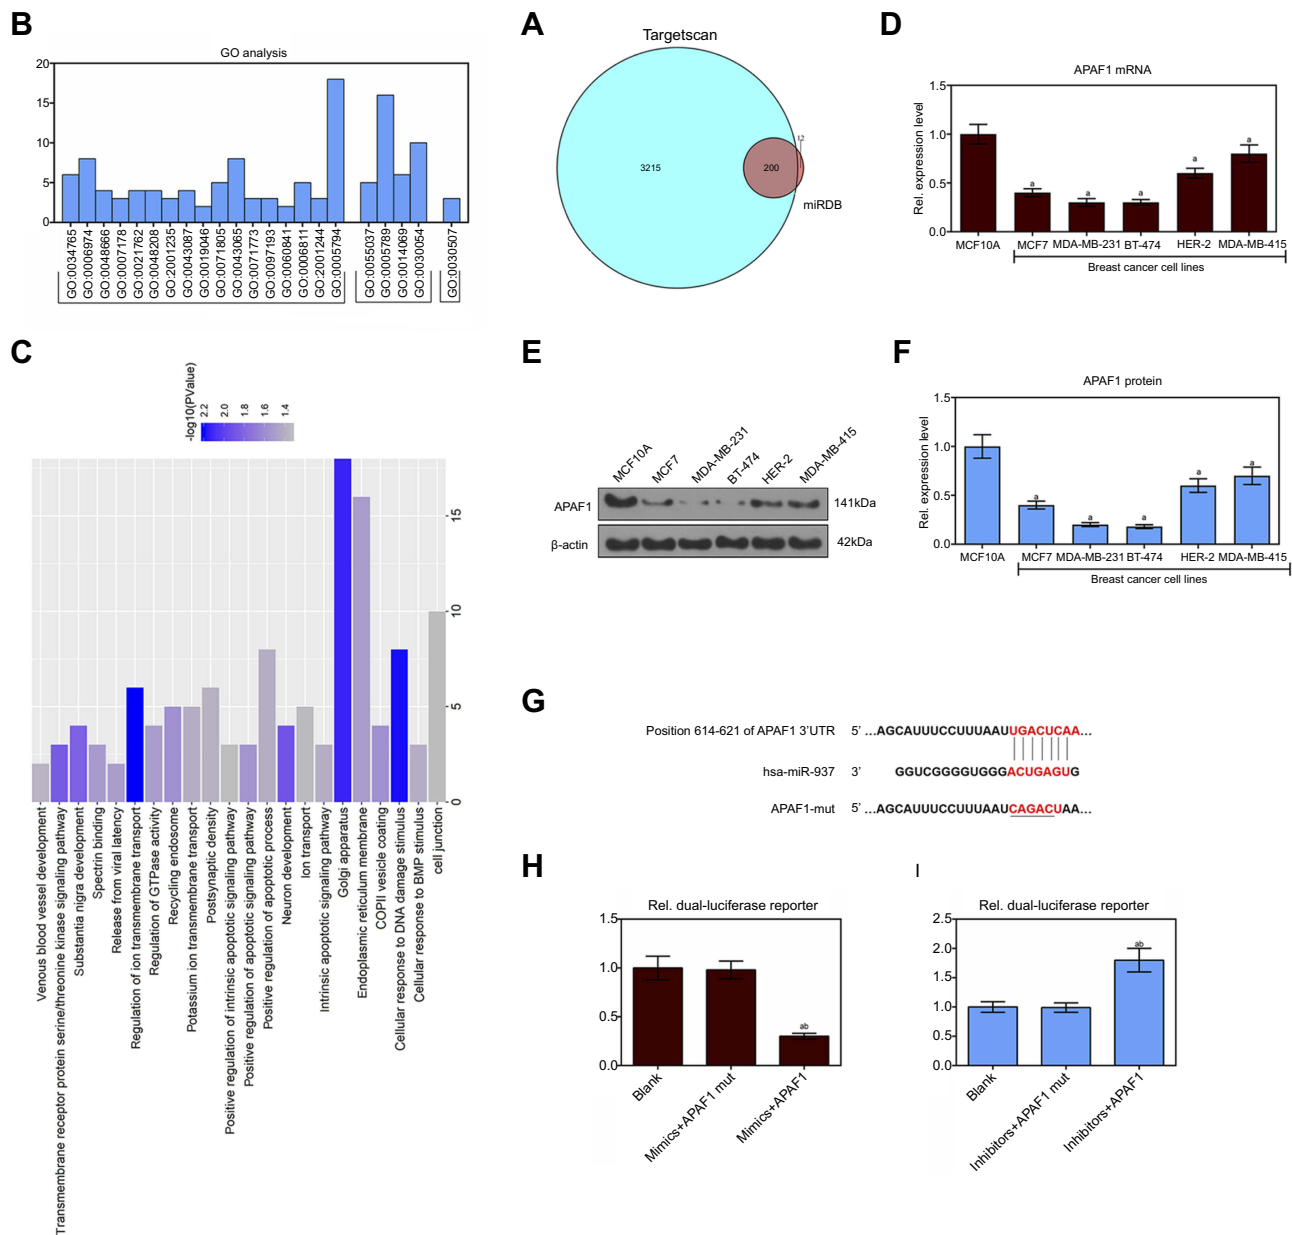 B
GO analysis
20
15
10
5
0
GO:0034765
GO:0006974
GO:0048666
GO:0007178
GO:0021762
GO:0048208
GO:2001235
GO:0043087
GO:0019046
GO:0071805
GO:0043065
GO:0071773
GO:0097193
GO:0060841
GO:0006811
GO:2001244
GO:0005794
GO:0055037
GO:0005789
GO:0014069
GO:0030054
GO:0030507
A
Targetscan
3215
200
12
miRDB
D
APAF1 mRNA
Rel. expression level
1.5
1.0
0.5
0.0
a
a
a
a
a
MCF10A
MCF7
MDA-MB-231
BT-474
HER-2
MDA-MB-415
Breast cancer cell lines
C
-log10(PValue)
2.2
2.0
1.8
1.6
1.4
15
10
5
0
Venous blood vessel development
Transmembrane receptor protein serine/threonine kinase signaling pathway
Substantia nigra development
Spectrin binding
Release from viral latency
Regulation of ion transmembrane transport
Regulation of GTPase activity
Recycling endosome
Potassium ion transmembrane transport
Postsynaptic density
Positive regulation of intrinsic apoptotic signaling pathway
Positive regulation of apoptotic signaling pathway
Positive regulation of apoptotic process
Neuron development
Ion transport
Intrinsic apoptotic signaling pathway
Golgi apparatus
Endoplasmic reticulum membrane
COPII vesicle coating
Cellular response to DNA damage stimulus
Cellular response to BMP stimulus
cell junction
E
MCF10A
MCF7
MDA-MB-231
BT-474
HER-2
MDA-MB-415
APAF1
141kDa
β-actin
42kDa
F
APAF1 protein
Rel. expression level
1.5
1.0
0.5
0.0
a
a
a
a
a
MCF10A
MCF7
MDA-MB-231
BT-474
HER-2
MDA-MB-415
Breast cancer cell lines
G
Position 614-621 of APAF1 3'UTR 5' ...AGCAUUUCCUUUAAUUGACUCAA...
hsa-miR-937 3' GGUCGGGGUGGGACUGAGUG
APAF1-mut 5' ...AGCAUUUCCUUUAAUCAGACUAA...
H
Rel. dual-luciferase reporter
1.5
1.0
0.5
0.0
ab
Blank
Mimics+APAF1 mut
Mimics+APAF1
I
Rel. dual-luciferase reporter
2.5
2.0
1.5
1.0
0.5
0.0
ab
Blank
Inhibitors+APAF1 mut
Inhibitors+APAF1